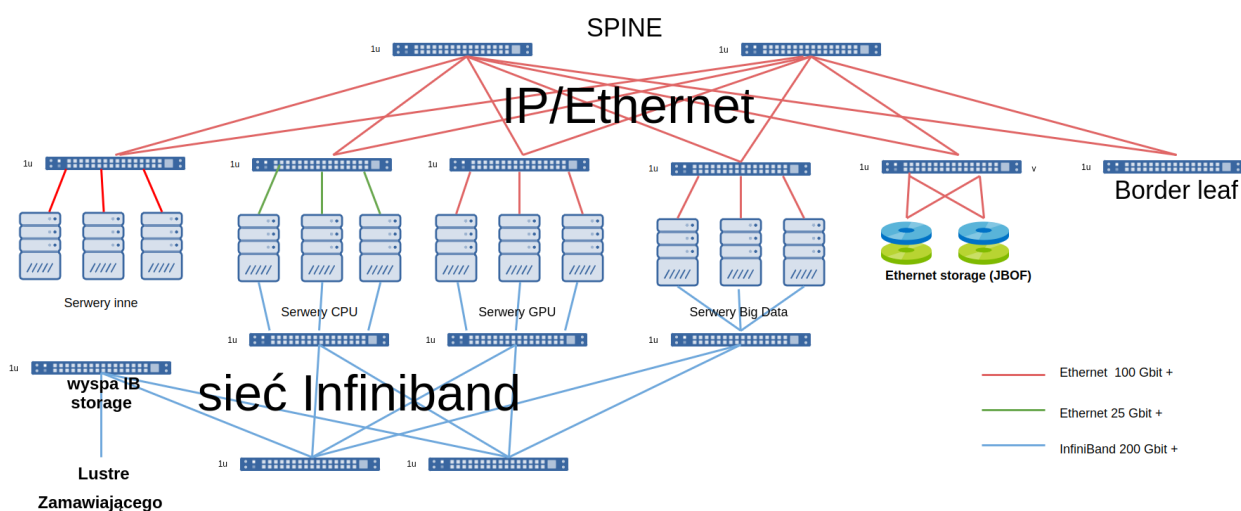 SPINE
1u
1u
IP/Ethernet
1u
1u
1u
1u
1u
v
1u
Border leaf
Ethernet storage (JBOF)
Serwery inne
Serwery CPU
Serwery GPU
Serwery Big Data
1u
1u
1u
1u
wyspa IB
storage
sieć Infiniband
Ethernet 100 Gbit +
Ethernet 25 Gbit +
InfiniBand 200 Gbit +
1u
1u
Lustre
Zamawiającego